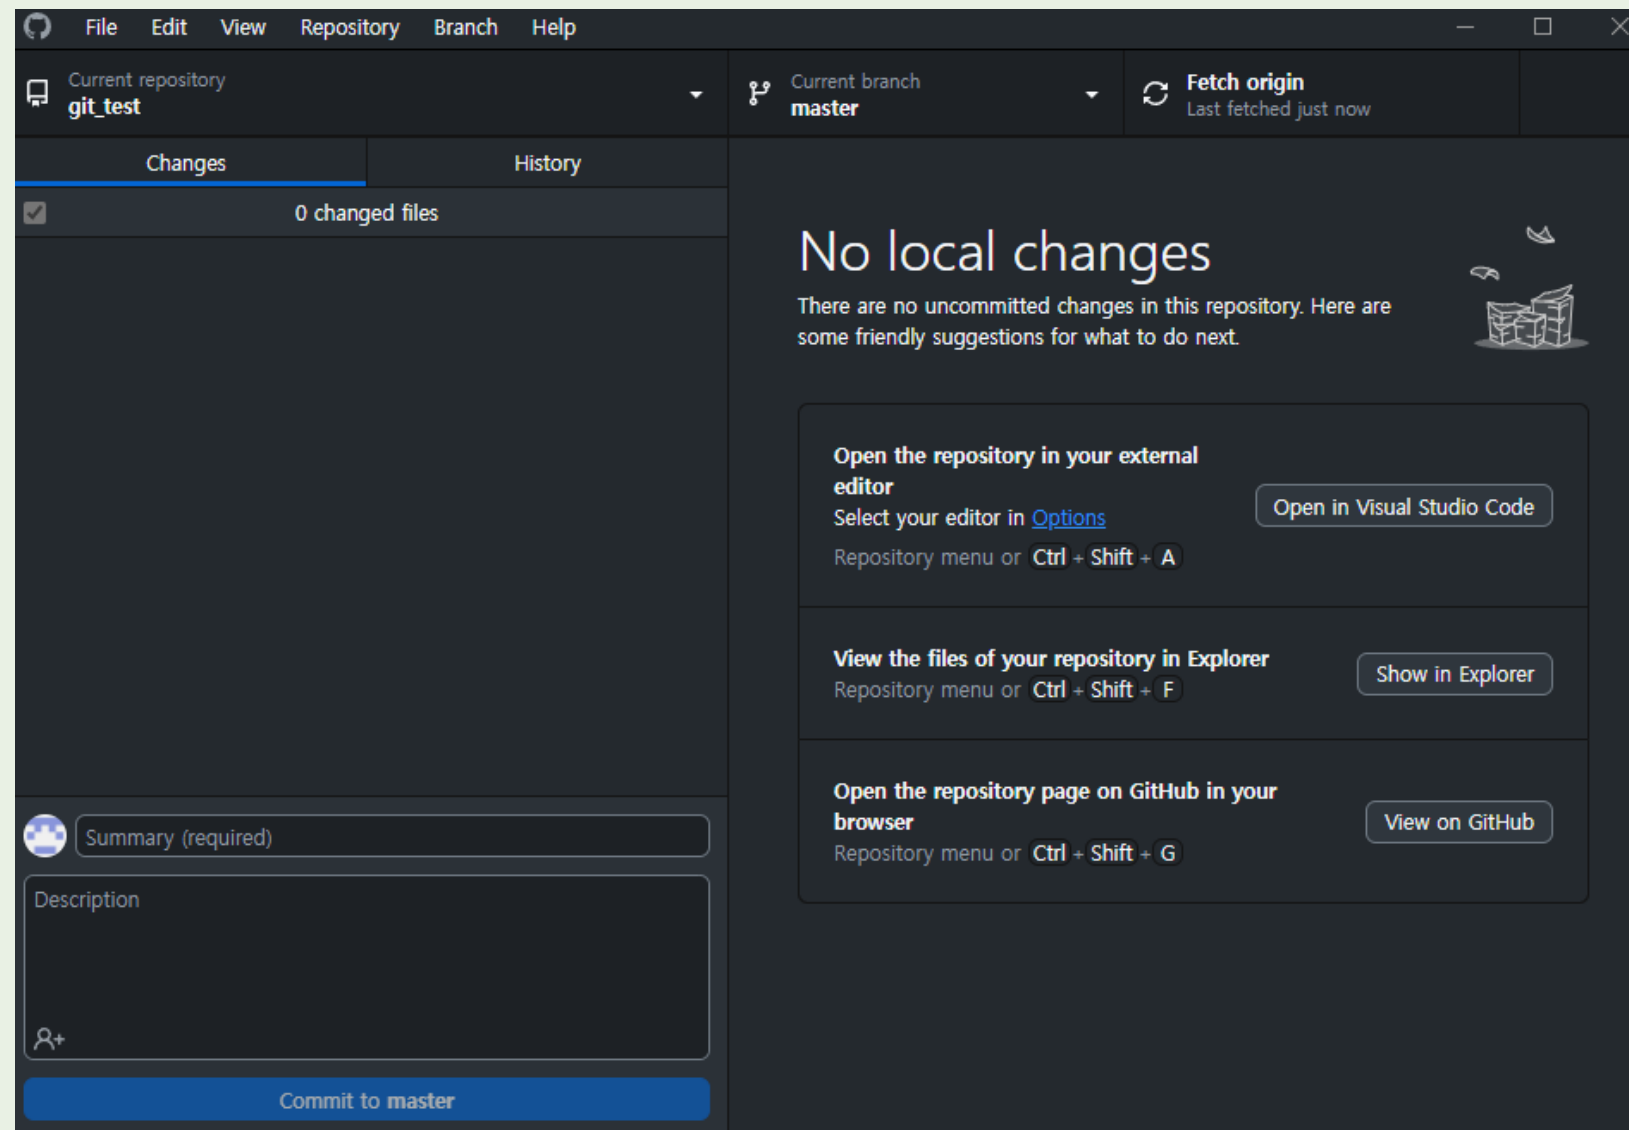 File Edit View Repository Branch Help
Current repository
git_test
Current branch
master
Fetch origin
Last fetched just now
Changes
History
0 changed files
No local changes
There are no uncommitted changes in this repository. Here are
some friendly suggestions for what to do next.
Open the repository in your external
editor
Select your editor in Options
Repository menu or Ctrl + Shift + A
Open in Visual Studio Code
View the files of your repository in Explorer
Repository menu or Ctrl + Shift + F
Show in Explorer
Open the repository page on GitHub in your
browser
Repository menu or Ctrl + Shift + G
View on GitHub
Summary (required)
Description
Commit to master